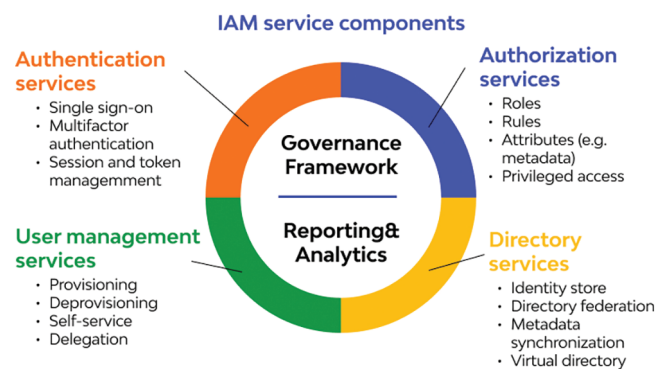 IAM service components
Authentication
services
• Single sign-on
• Multifactor
authentication
• Session and token
managemment
Authorization
services
• Roles
• Rules
• Attributes (e.g.
metadata)
• Privileged access
Governance
Framework
Reporting&
Analytics
User management
services
• Provisioning
• Deprovisioning
• Self-service
• Delegation
Directory
services
• Identity store
• Directory federation
• Metadata
synchronization
• Virtual directory